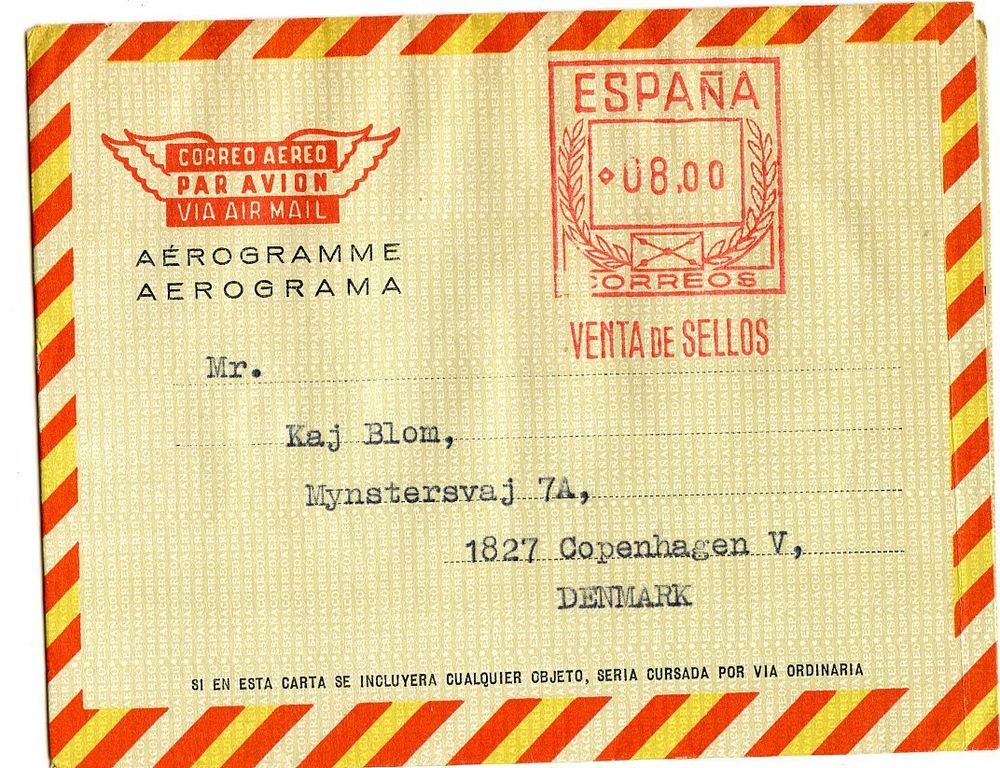 ESPAÑA
08.00
CORREOS
VENTA DE SELLOS
CORREO AEREO
PAR AVION
VIA AIR MAIL
AÉROGRAMME
AEROGRAMA
Mr.
Kaj Blom,
Mynstersvaj 7A,
1827 Copenhagen V,
DENMARK
SI EN ESTA CARTA SE INCLUYERA CUALQUIER OBJETO, SERIA CURSADA POR VIA ORDINARIA